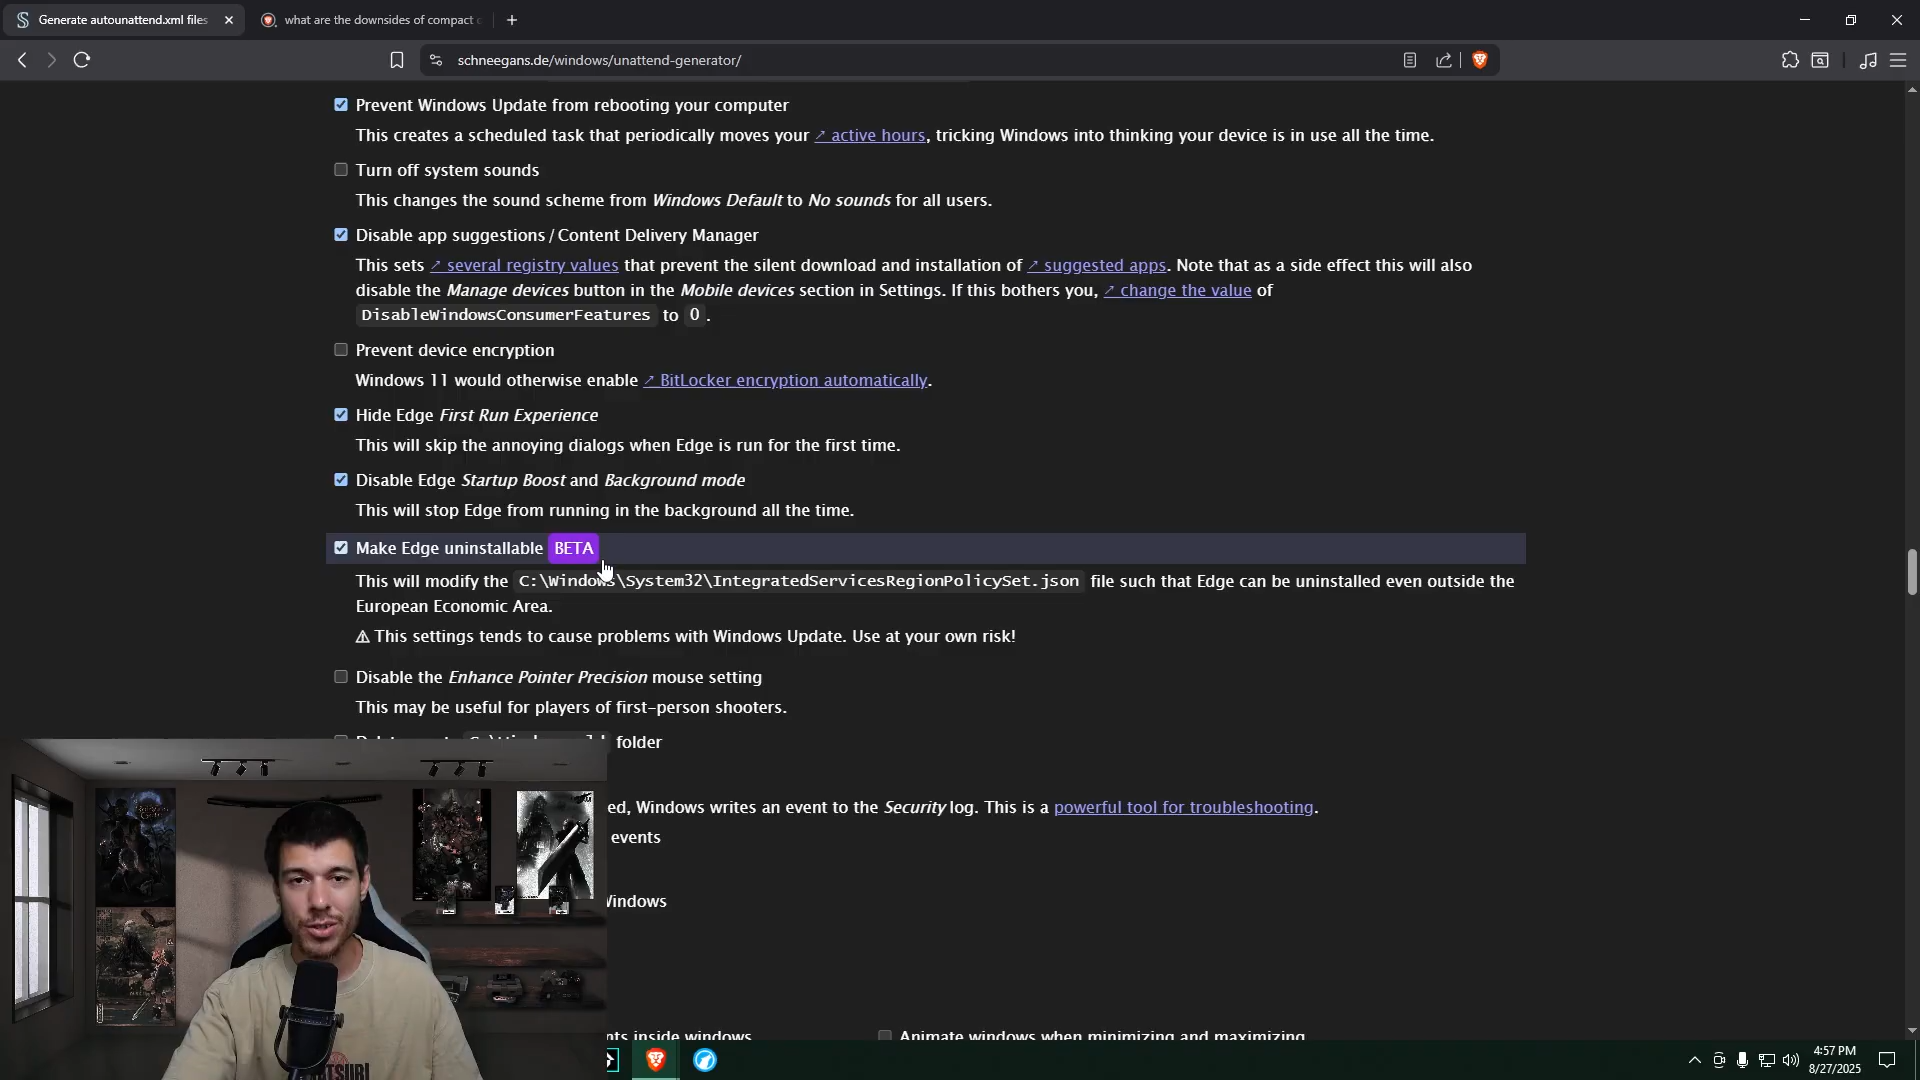 Generate autounattend.xml files
what are the downsides of compact
schneegans.de/windows/unattend-generator/
Prevent Windows Update from rebooting your computer
This creates a scheduled task that periodically moves your ↗ active hours, tricking Windows into thinking your device is in use all the time.
Turn off system sounds
This changes the sound scheme from Windows Default to No sounds for all users.
Disable app suggestions / Content Delivery Manager
This sets ↗ several registry values that prevent the silent download and installation of ↗ suggested apps. Note that as a side effect this will also
disable the Manage devices button in the Mobile devices section in Settings. If this bothers you, ↗ change the value of
DisableWindowsConsumerFeatures to 0.
Prevent device encryption
Windows 11 would otherwise enable ↗ BitLocker encryption automatically.
Hide Edge First Run Experience
This will skip the annoying dialogs when Edge is run for the first time.
Disable Edge Startup Boost and Background mode
This will stop Edge from running in the background all the time.
Make Edge uninstallable BETA
This will modify the C:\Windows\System32\IntegratedServicesRegionPolicySet.json file such that Edge can be uninstalled even outside the
European Economic Area.
⚠ This settings tends to cause problems with Windows Update. Use at your own risk!
Disable the Enhance Pointer Precision mouse setting
This may be useful for players of first-person shooters.
folder
ed, Windows writes an event to the Security log. This is a powerful tool for troubleshooting.
events
Windows
nts inside windows
Animate windows when minimizing and maximizing
4:57 PM
8/27/2025